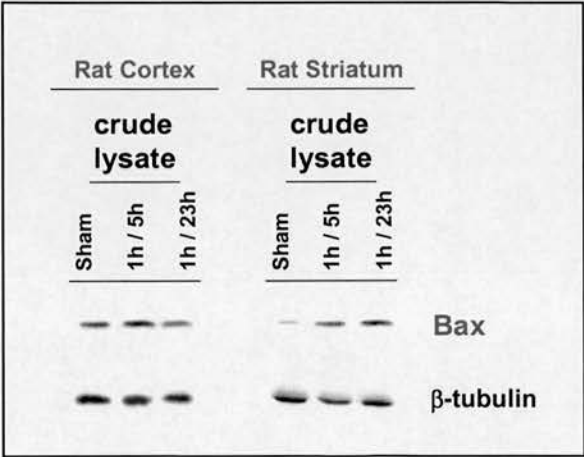 Rat Cortex Rat Striatum
crude crude
lysate lysate
Sham 1h / 5h 1h / 23h Sham 1h / 5h 1h / 23h
Bax
β-tubulin